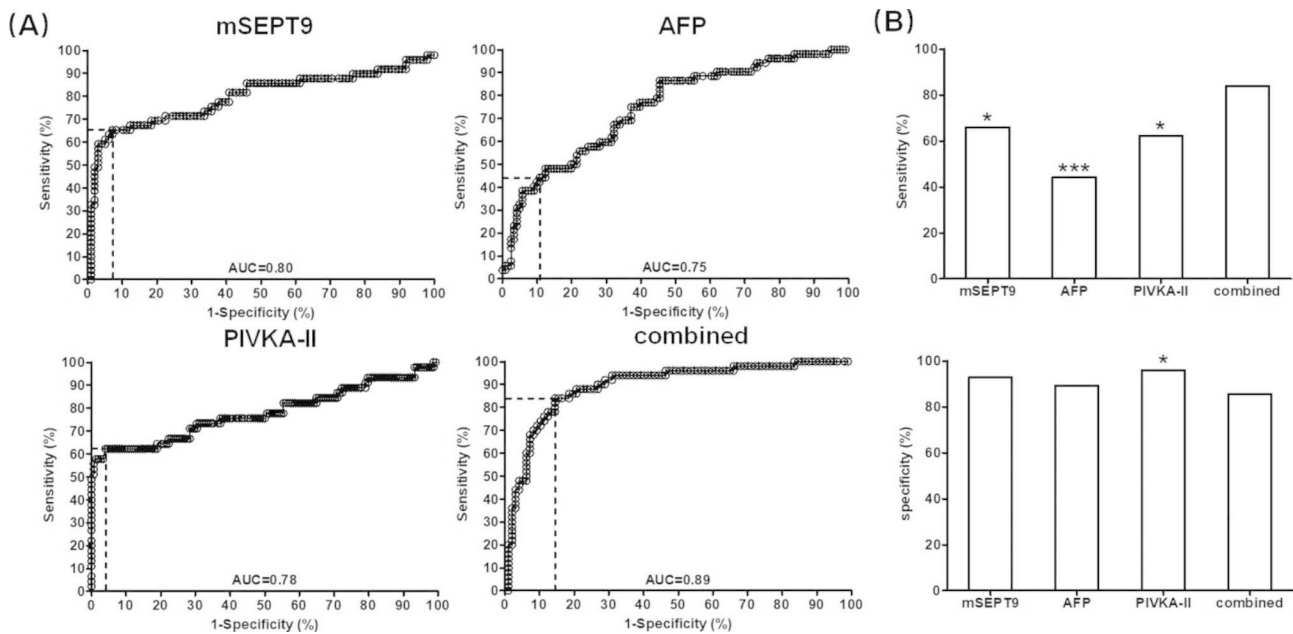 (A)
mSEPT9
100
90
80
70
60
50
40
30
20
10
0
Sensitivity (%)
AUC=0.80
0 10 20 30 40 50 60 70 80 90 100
1-Specificity (%)
AFP
100
90
80
70
60
50
40
30
20
10
0
Sensitivity (%)
AUC=0.75
0 10 20 30 40 50 60 70 80 90 100
1-Specificity (%)
PIVKA-II
100
90
80
70
60
50
40
30
20
10
0
Sensitivity (%)
AUC=0.78
0 10 20 30 40 50 60 70 80 90 100
1-Specificity (%)
combined
100
90
80
70
60
50
40
30
20
10
0
Sensitivity (%)
AUC=0.89
0 10 20 30 40 50 60 70 80 90 100
1-Specificity (%)
(B)
100
80
60
40
20
0
Sensitivity (%)
* *** *
mSEPT9 AFP PIVKA-II combined
100
80
60
40
20
0
specificity (%)
*
mSEPT9 AFP PIVKA-II combined